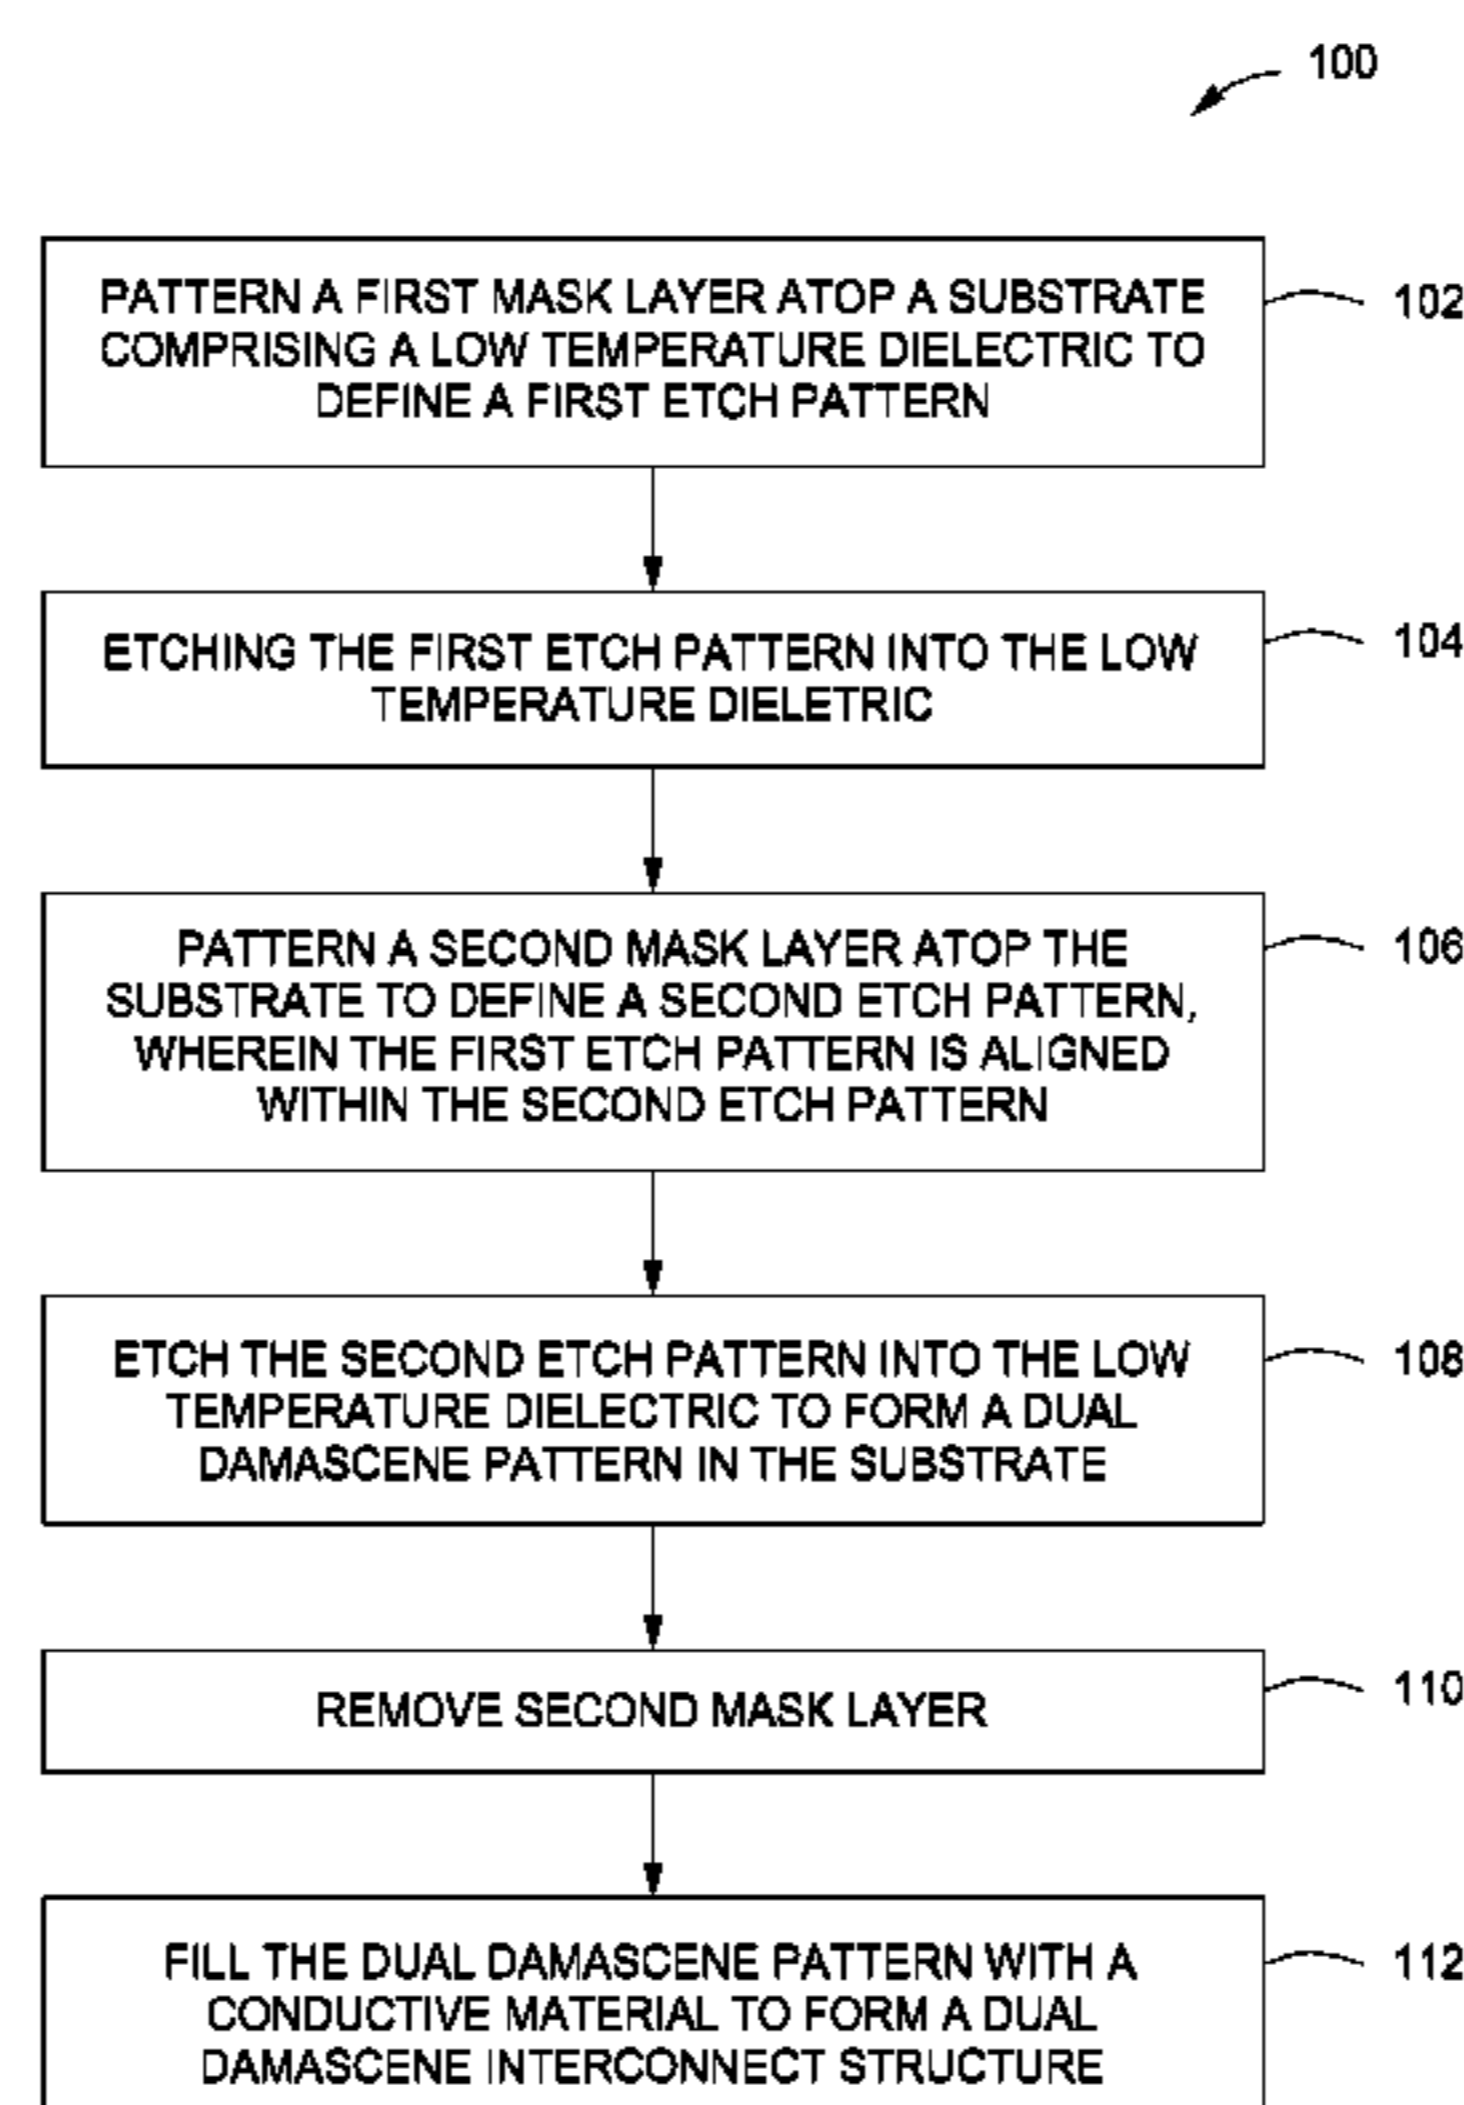 100
PATTERN A FIRST MASK LAYER ATOP A SUBSTRATE
COMPRISING A LOW TEMPERATURE DIELECTRIC TO
DEFINE A FIRST ETCH PATTERN
102
ETCHING THE FIRST ETCH PATTERN INTO THE LOW
TEMPERATURE DIELETRIC
104
PATTERN A SECOND MASK LAYER ATOP THE
SUBSTRATE TO DEFINE A SECOND ETCH PATTERN,
WHEREIN THE FIRST ETCH PATTERN IS ALIGNED
WITHIN THE SECOND ETCH PATTERN
106
ETCH THE SECOND ETCH PATTERN INTO THE LOW
TEMPERATURE DIELECTRIC TO FORM A DUAL
DAMASCENE PATTERN IN THE SUBSTRATE
108
REMOVE SECOND MASK LAYER
110
FILL THE DUAL DAMASCENE PATTERN WITH A
CONDUCTIVE MATERIAL TO FORM A DUAL
DAMASCENE INTERCONNECT STRUCTURE
112